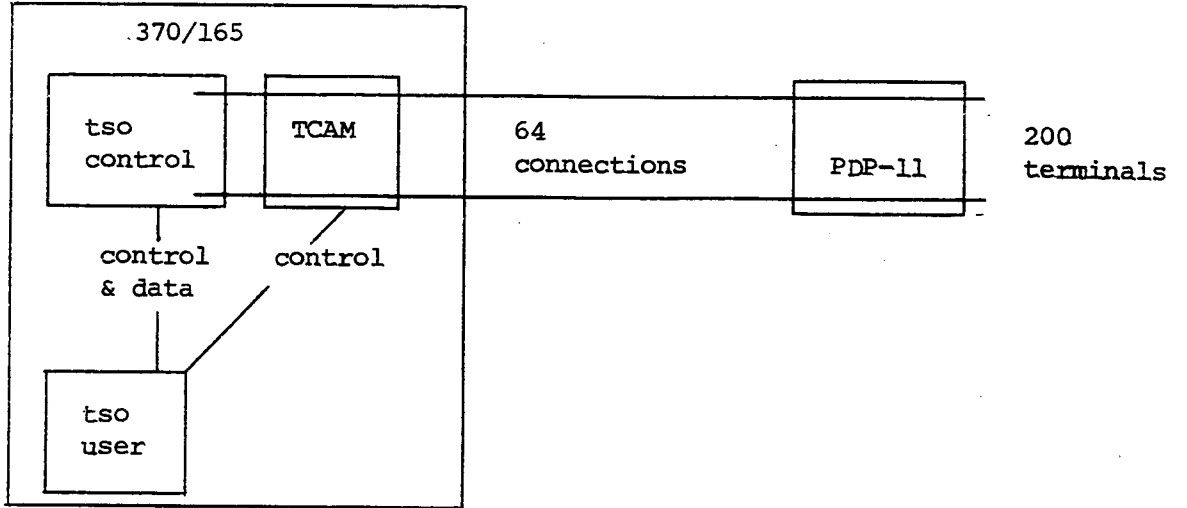 .370/165
tso
control
TCAM
64
connections
PDP-11
200
terminals
control
& data
control
tso
user